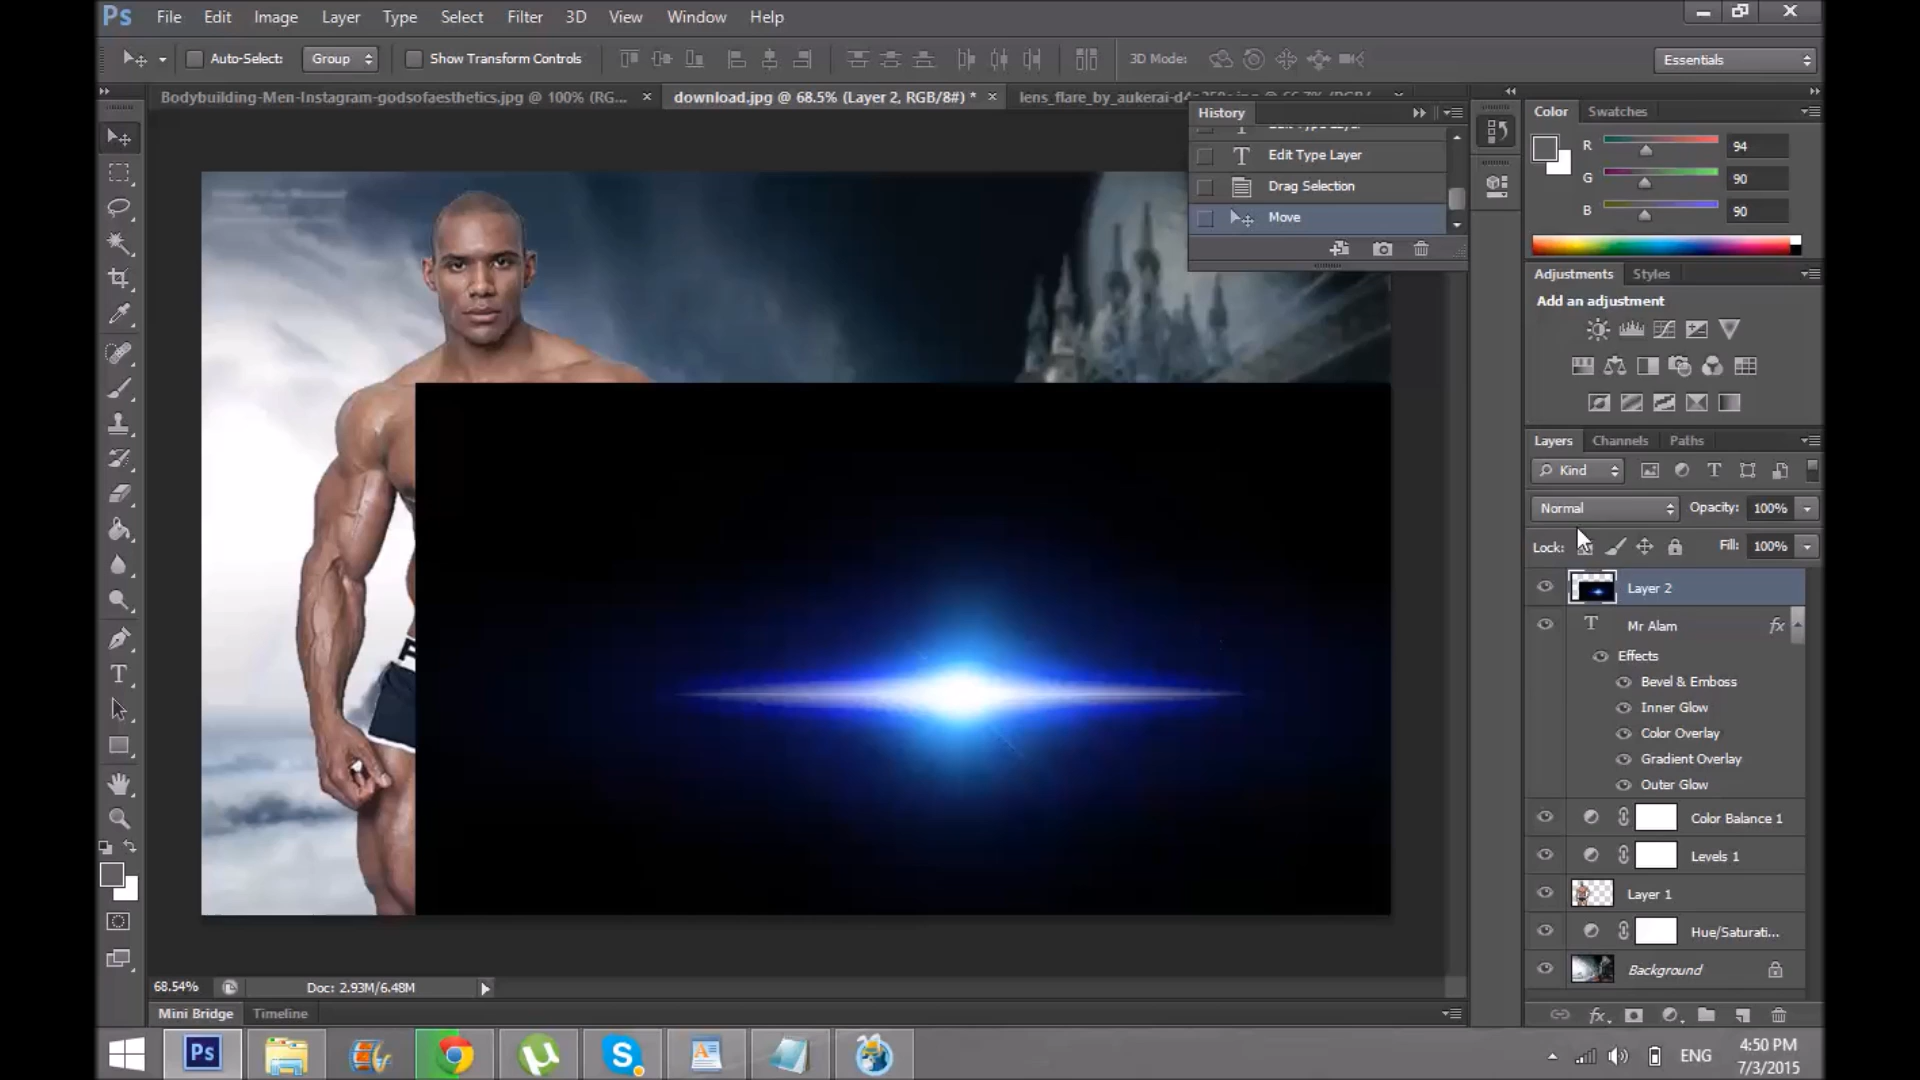 Ps File Edit Image Layer Type Select Filter 3D View Window Help
Auto-Select: Group Show Transform Controls 3D Mode: Essentials
Bodybuilding-Men-Instagram-godsofaesthetics.jpg @ 100% (RG... × download.jpg @ 68.5% (Layer 2, RGB/8#) * ×
History
Edit Type Layer
Edit Type Layer
Drag Selection
Move
Color Swatches
R 94
G 90
B 90
Adjustments Styles
Add an adjustment
Layers Channels Paths
Kind
Normal Opacity: 100%
Lock: Fill: 100%
Layer 2
T Mr Alam fx
Effects
Bevel & Emboss
Inner Glow
Color Overlay
Gradient Overlay
Outer Glow
Color Balance 1
Levels 1
Layer 1
Hue/Saturati...
Background
68.54% Doc: 2.93M/6.48M
Mini Bridge Timeline
Ps ENG 4:50 PM
7/3/2015